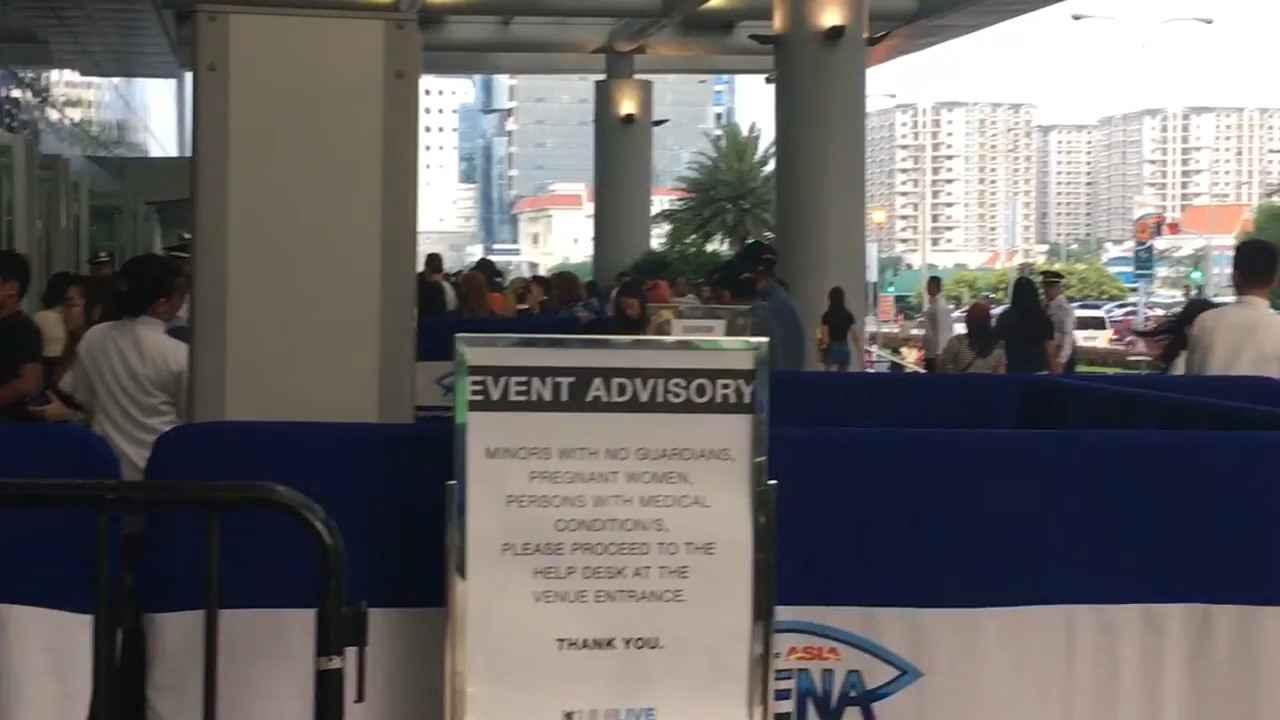 EVENT ADVISORY
MINORS WITH NO GUARDIANS,
PREGNANT WOMEN,
PERSONS WITH MEDICAL
CONDITION/S,
PLEASE PROCEED TO THE
HELP DESK AT THE
VENUE ENTRANCE.
THANK YOU.
LIVE
ASIA
ENA